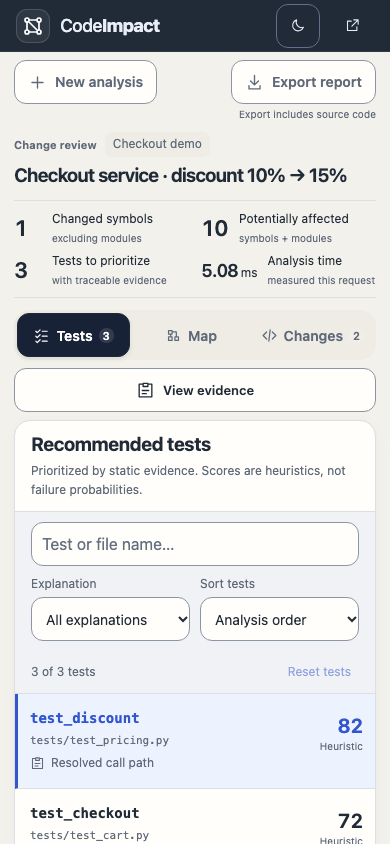 CodeImpact
New analysis
Export report
Export includes source code
Change review Checkout demo
Checkout service · discount 10% → 15%
1 Changed symbols
excluding modules
10 Potentially affected
symbols + modules
3 Tests to prioritize
with traceable evidence
5.08 ms Analysis time
measured this request
Tests 3
Map
Changes 2
View evidence
Recommended tests
Prioritized by static evidence. Scores are heuristics, not
failure probabilities.
Test or file name...
Explanation
Sort tests
All explanations
Analysis order
3 of 3 tests
Reset tests
test_discount
tests/test_pricing.py
Resolved call path
82
Heuristic
test_checkout
tests/test_cart.py
72
Heuristic